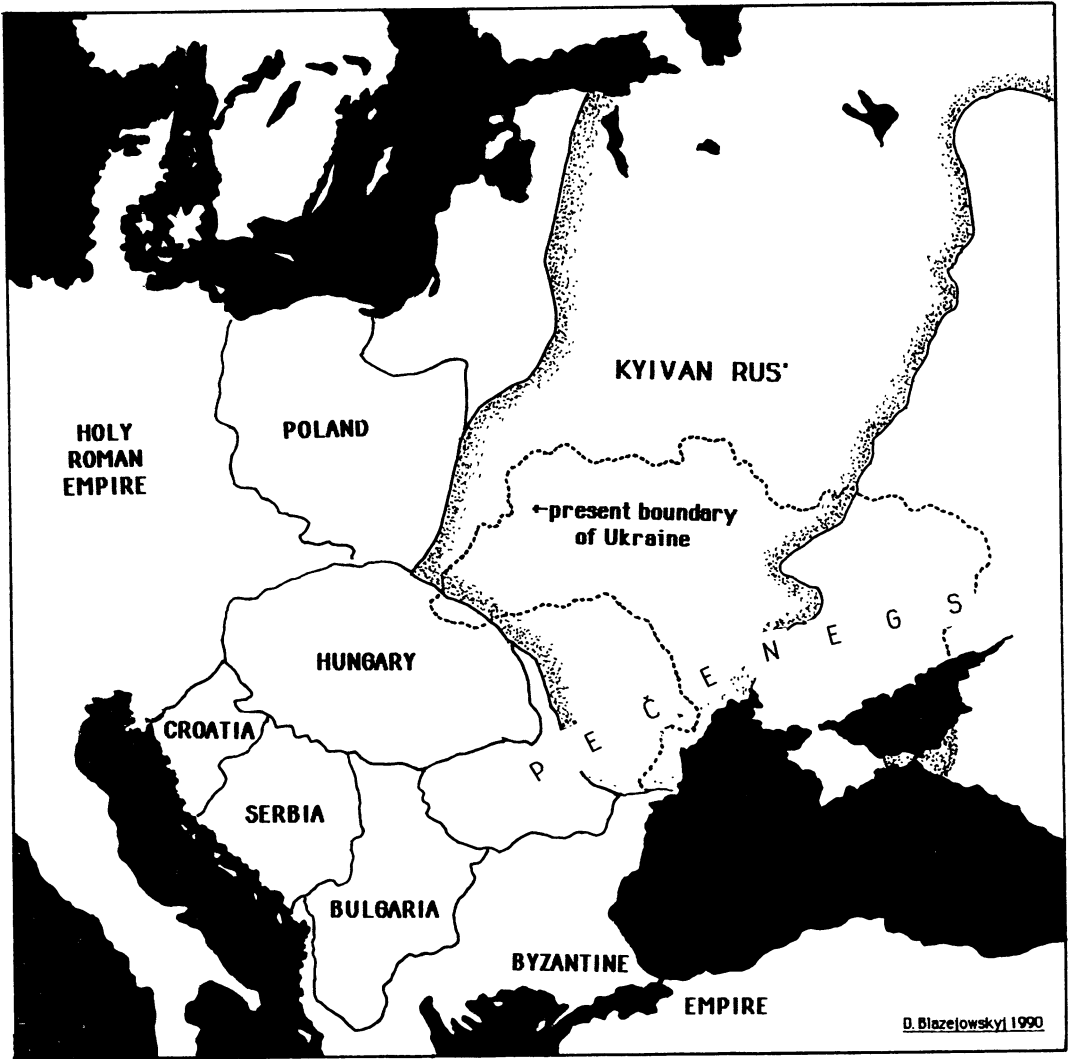 KYIVAN RUS'
POLAND
HOLY
ROMAN
EMPIRE
←present boundary
of Ukraine
PEČENEGS
HUNGARY
CROATIA
SERBIA
BULGARIA
BYZANTINE
EMPIRE
D. Blazejowskyj 1990